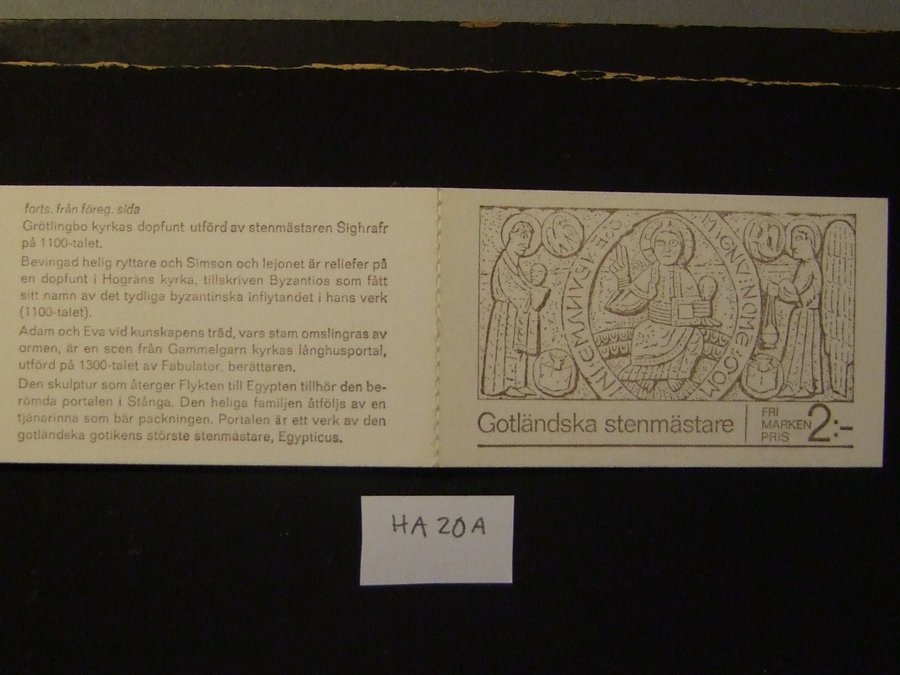 forts. från föreg. sida
Grötlingbo kyrkas dopfunt utförd av stenmästaren Sighrafr
på 1100-talet.
Bevingad helig ryttare och Simson och lejonet är reliefer på
en dopfunt i Hograns kyrka, tillskriven Byzantios som fått
sitt namn av det tydliga byzantinska inflytandet i hans verk
(1100-talet).
Adam och Eva vid kunskapens träd, vars stam omslingras av
ormen, är en scen från Gammelgarn kyrkas långhusportal,
utförd på 1300-talet av Fabulator, berättaren.
Den skulptur som återger Flykten till Egypten tillhör den be-
römda portalen i Stånga. Den heliga familjen åtföljs av en
tjänarinna som bär packningen. Portalen är ett verk av den
gotländska gotikens störste stenmästare, Egypticus.
Gotländska stenmästare
FRI
MÄRKEN
PRIS
2:-
HA 20A